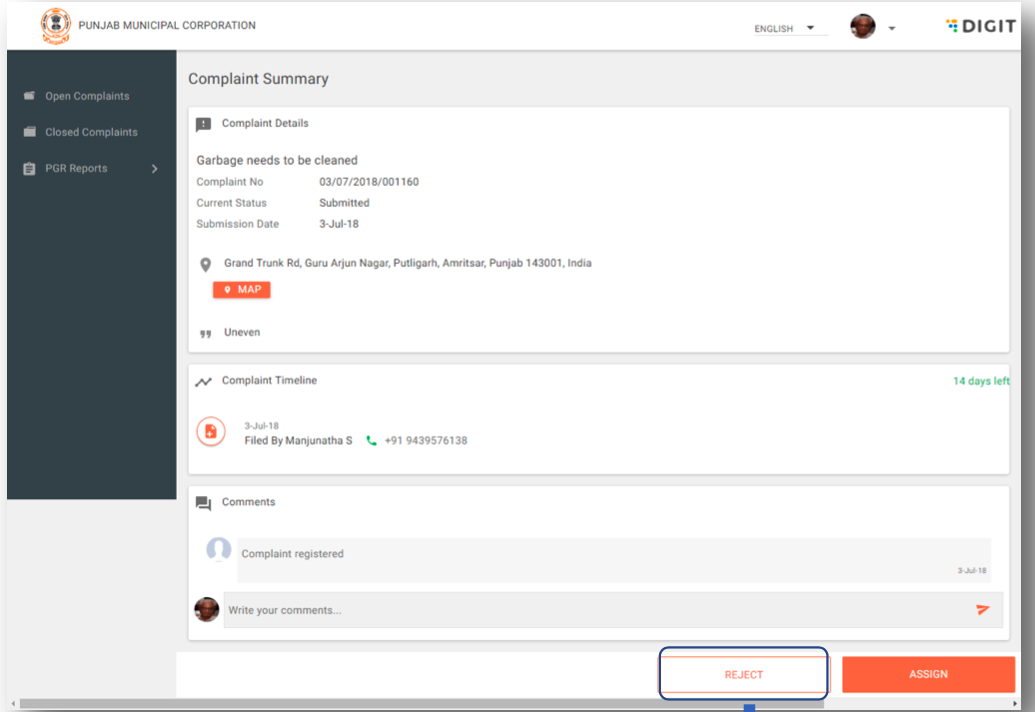 PUNJAB MUNICIPAL CORPORATION
ENGLISH
DIGIT
Open Complaints
Closed Complaints
PGR Reports
Complaint Summary
Complaint Details
Garbage needs to be cleaned
Complaint No 03/07/2018/001160
Current Status Submitted
Submission Date 3-Jul-18
Grand Trunk Rd, Guru Arjun Nagar, Putligarh, Amritsar, Punjab 143001, India
MAP
Uneven
Complaint Timeline 14 days left
3-Jul-18
Filed By Manjunatha S +91 9439576138
Comments
Complaint registered
3-Jul-18
Write your comments...
REJECT ASSIGN